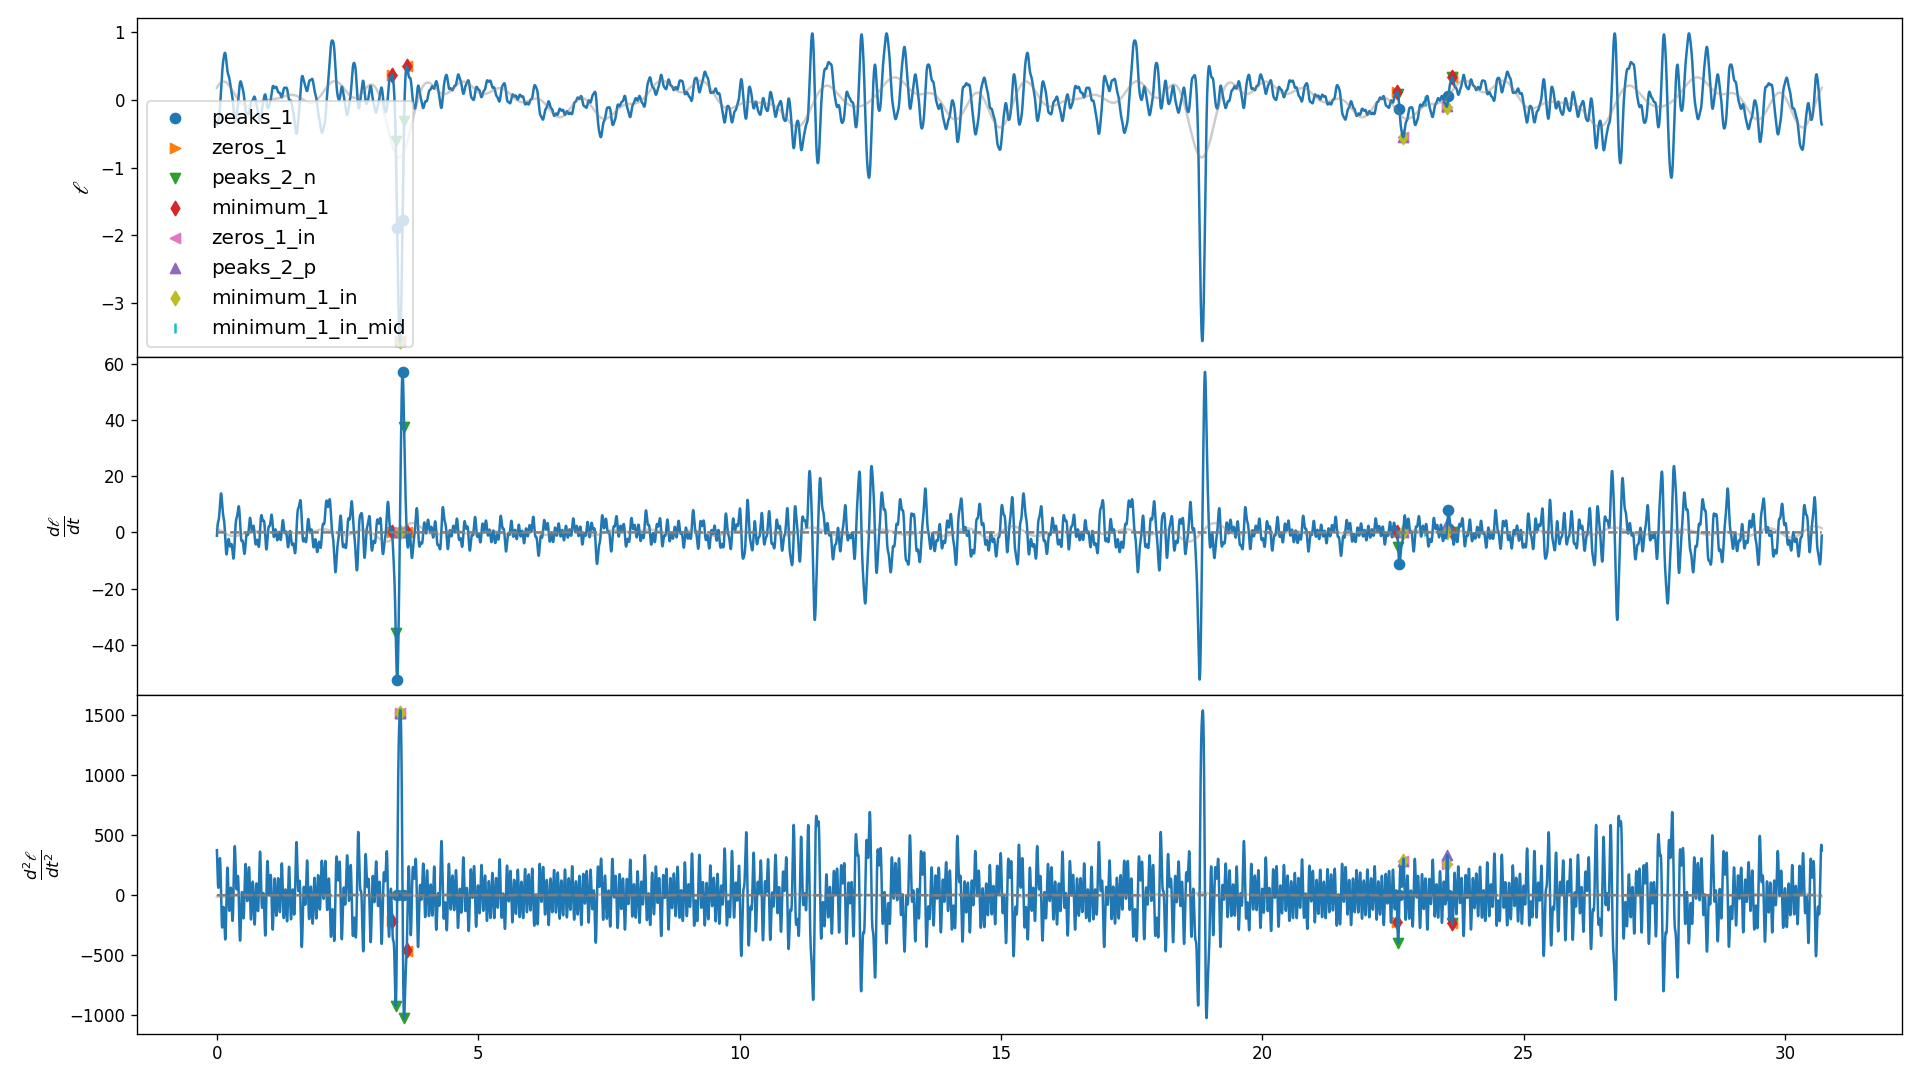 1
0
−1
−2
−3
ℓ
peaks_1
zeros_1
peaks_2_n
minimum_1
zeros_1_in
peaks_2_p
minimum_1_in
minimum_1_in_mid
60
40
20
0
−20
−40
dℓ
dt
1500
1000
500
0
−500
−1000
d²ℓ
dt²
0 5 10 15 20 25 30